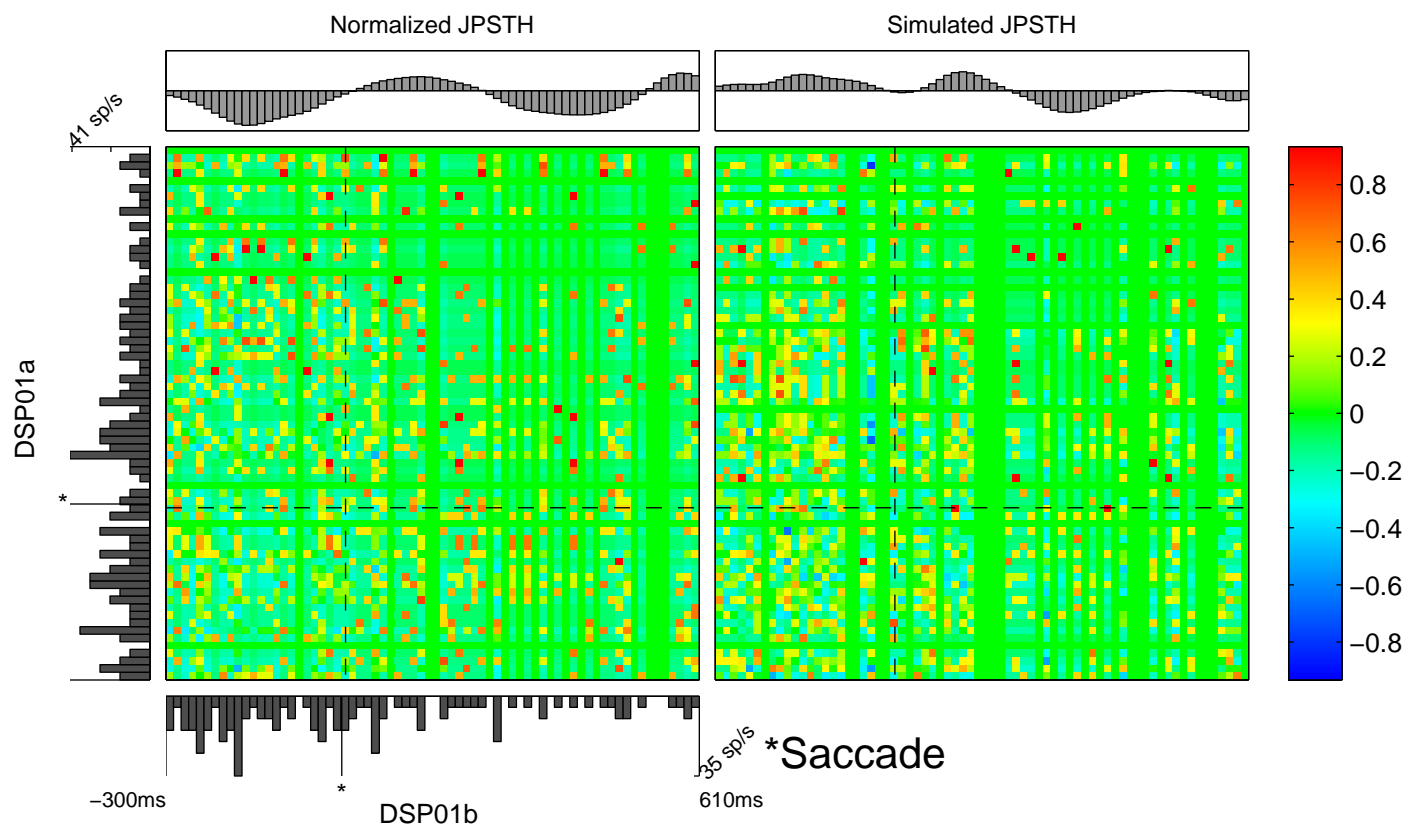 Normalized JPSTH
Simulated JPSTH
41 sp/s
DSP01a
*
0.8
0.6
0.4
0.2
0
−0.2
−0.4
−0.6
−0.8
35 sp/s
*Saccade
*
−300ms
610ms
DSP01b